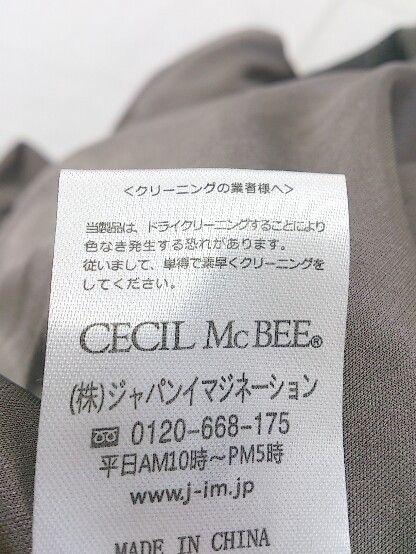 <クリーニングの業者様へ>
当製品は、ドライクリーニングすることにより
色なき発生する恐れがあります。
従いまして、単得で素早くクリーニングを
してください。
CECIL McBEE®
(株)ジャパンイマジネーション
0120-668-175
平日AM10時〜PM5時
www.j-im.jp
MADE IN CHINA